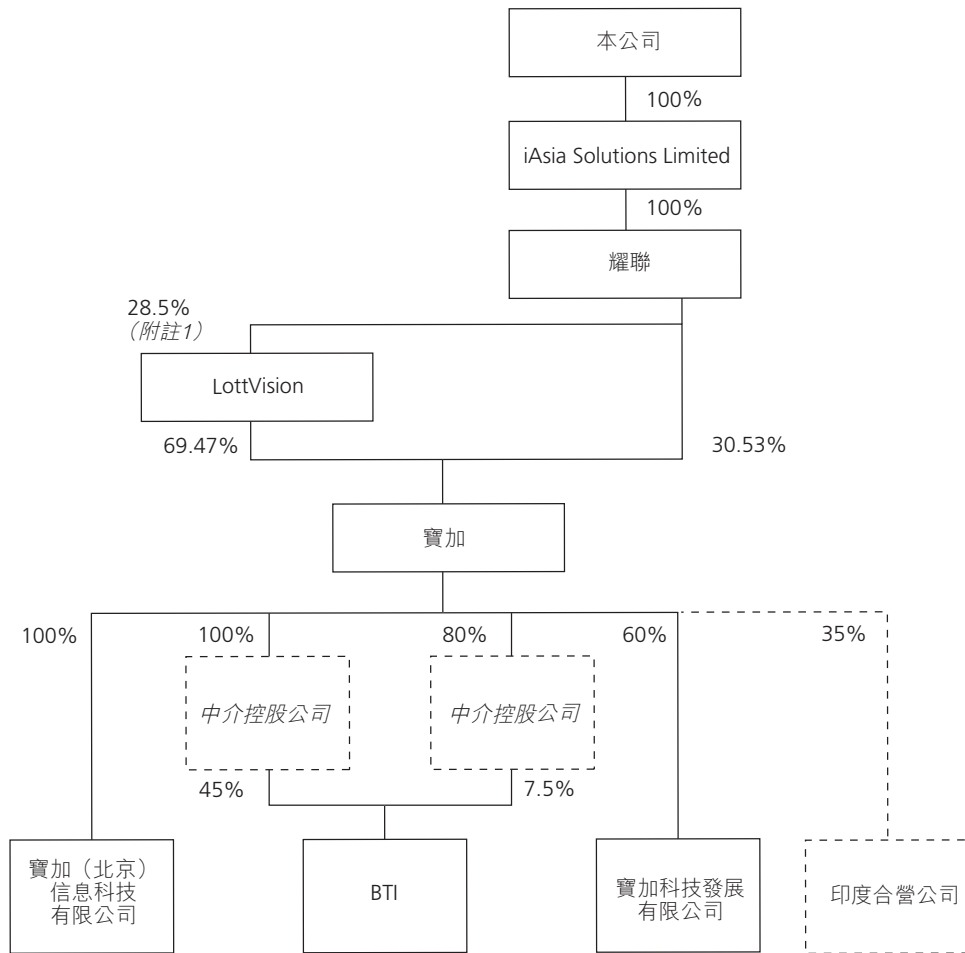 本公司
100%
iAsia Solutions Limited
100%
耀聯
28.5%
（附註1）
LottVision
69.47%
30.53%
寶加
100%
100%
80%
60%
35%
中介控股公司
中介控股公司
45%
7.5%
寶加（北京）
信息科技
有限公司
BTI
寶加科技發展
有限公司
印度合營公司